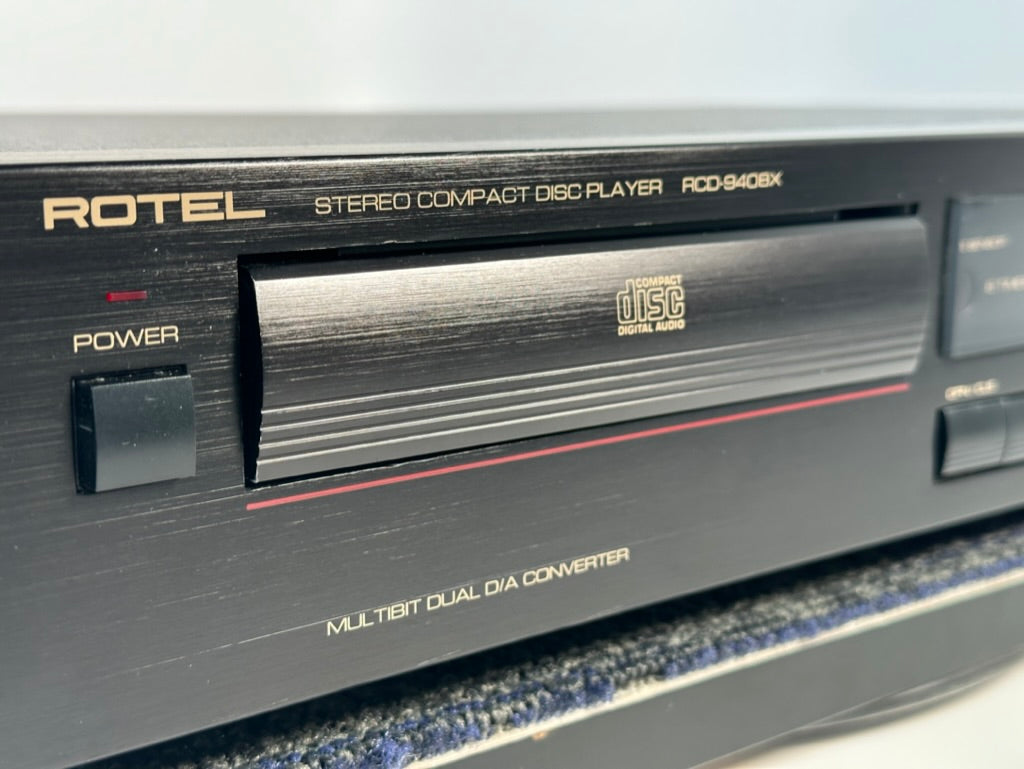 ROTEL STEREO COMPACT DISC PLAYER RCD-940BX
COMPACT
disc
DIGITAL AUDIO
POWER
MULTIBIT DUAL D/A CONVERTER